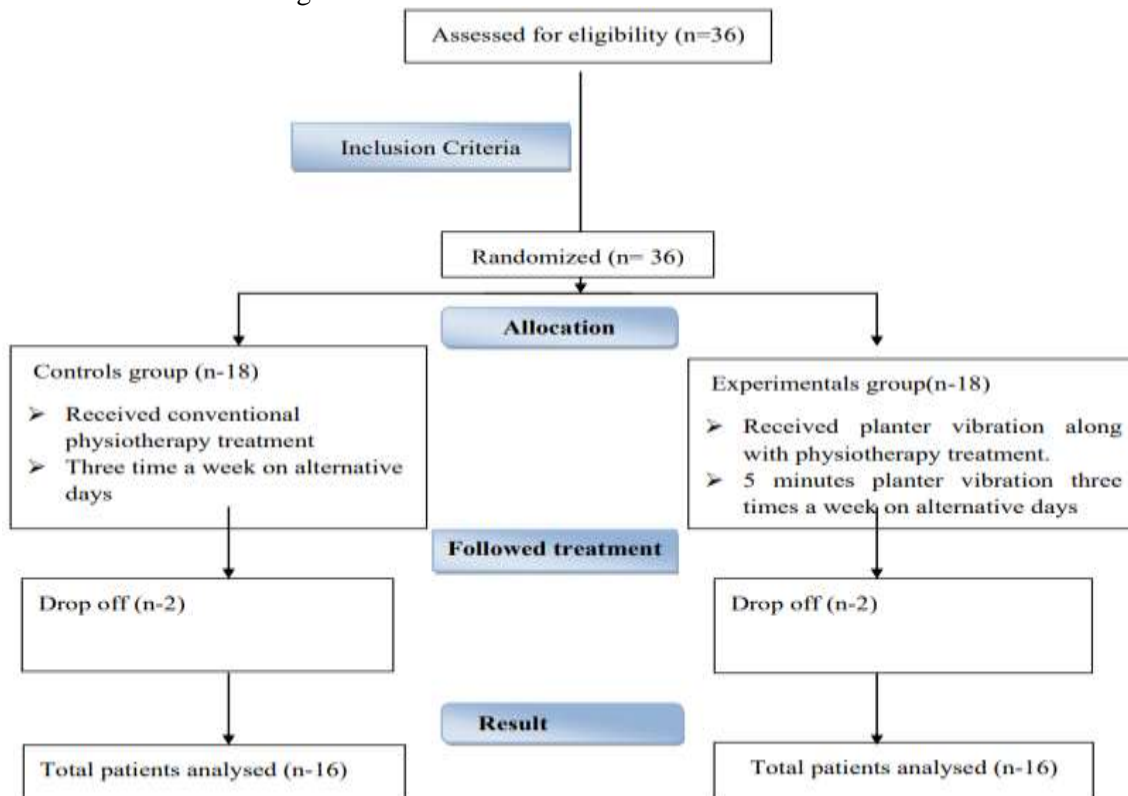 Assessed for eligibility (n=36)
Inclusion Criteria
Randomized (n= 36)
Allocation
Controls group (n-18)
➤ Received conventional
physiotherapy treatment
➤ Three time a week on alternative
days
Experimentals group(n-18)
➤ Received planter vibration along
with physiotherapy treatment.
➤ 5 minutes planter vibration three
times a week on alternative days
Followed treatment
Drop off (n-2)
Drop off (n-2)
Result
Total patients analysed (n-16)
Total patients analysed (n-16)